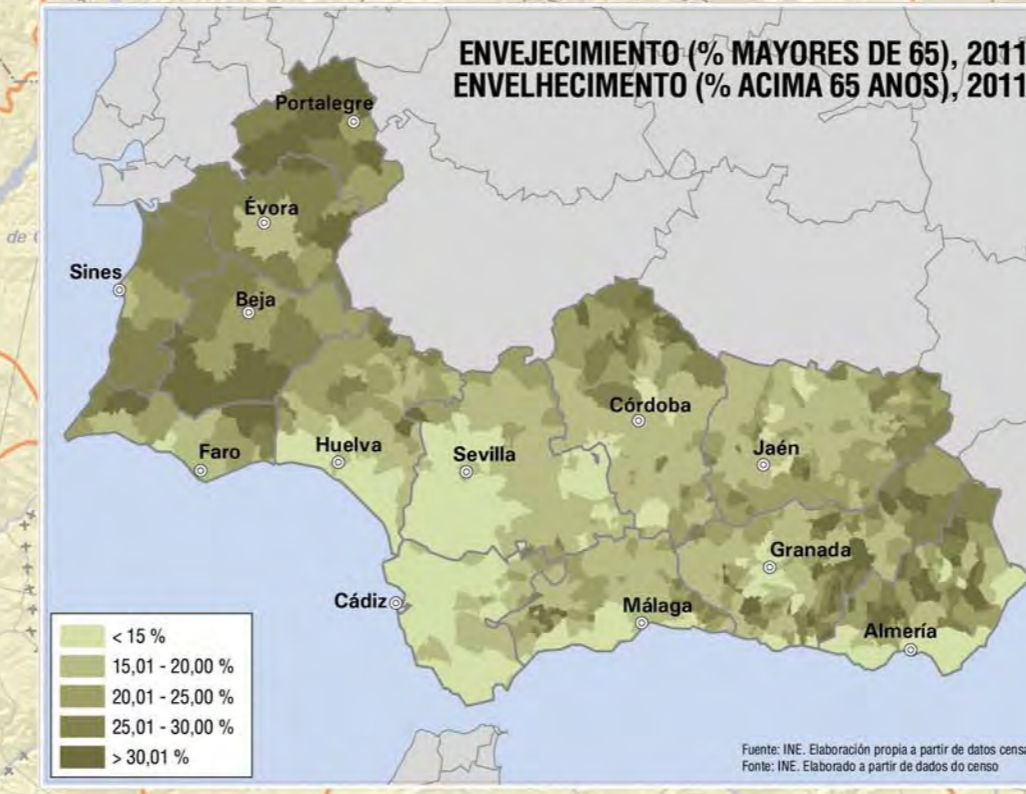 ENVEJECIMIENTO (% MAYORES DE 65), 2011
ENVELHECIMENTO (% ACIMA 65 ANOS), 2011
Portalegre
Évora
de
Sines
Beja
Córdoba
Faro
Huelva
Sevilla
Jaén
Granada
Cádiz
Málaga
Almería
< 15 %
15,01 - 20,00 %
20,01 - 25,00 %
25,01 - 30,00 %
> 30,01 %
Fuente: INE. Elaboración propia a partir de datos censa
Fonte: INE. Elaborado a partir de dados do censo